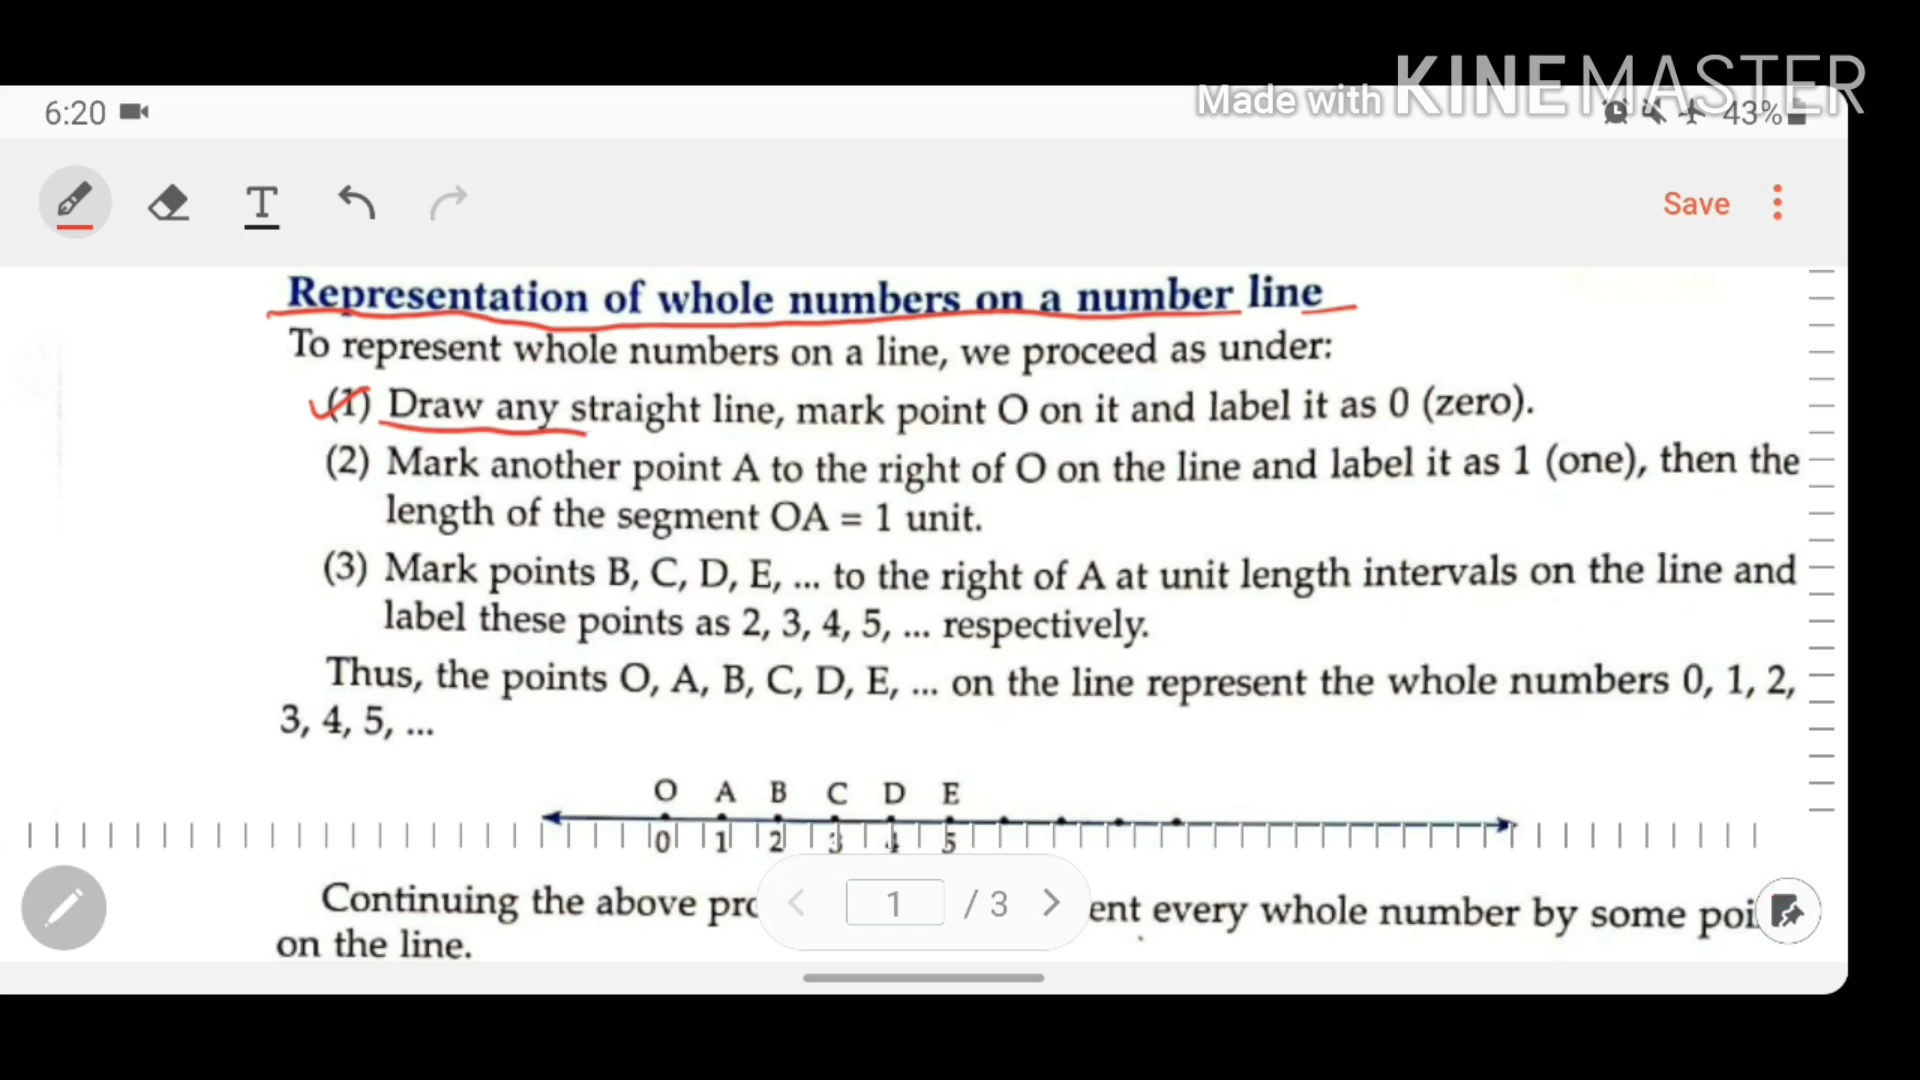 Made with KINEMASTER
6:20
43%
Save
Representation of whole numbers on a number line
To represent whole numbers on a line, we proceed as under:
(1) Draw any straight line, mark point O on it and label it as 0 (zero).
(2) Mark another point A to the right of O on the line and label it as 1 (one), then the
length of the segment OA = 1 unit.
(3) Mark points B, C, D, E, ... to the right of A at unit length intervals on the line and
label these points as 2, 3, 4, 5, ... respectively.
Thus, the points O, A, B, C, D, E, ... on the line represent the whole numbers 0, 1, 2,
3, 4, 5, ...
O A B C D E
0 1 2 3 4 5
Continuing the above every whole number by some
on the line.
1 / 3